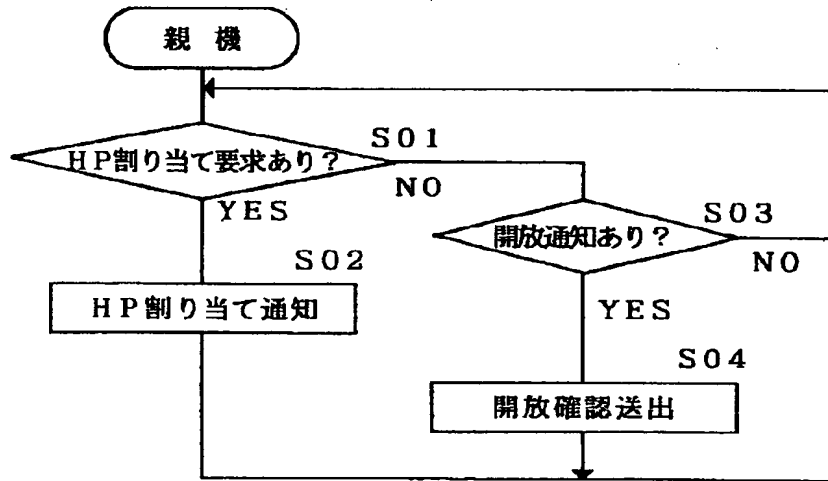 親 機
S01
HP割り当て要求あり?
NO
YES
S03
開放通知あり?
NO
S02
HP割り当て通知
YES
S04
開放確認送出